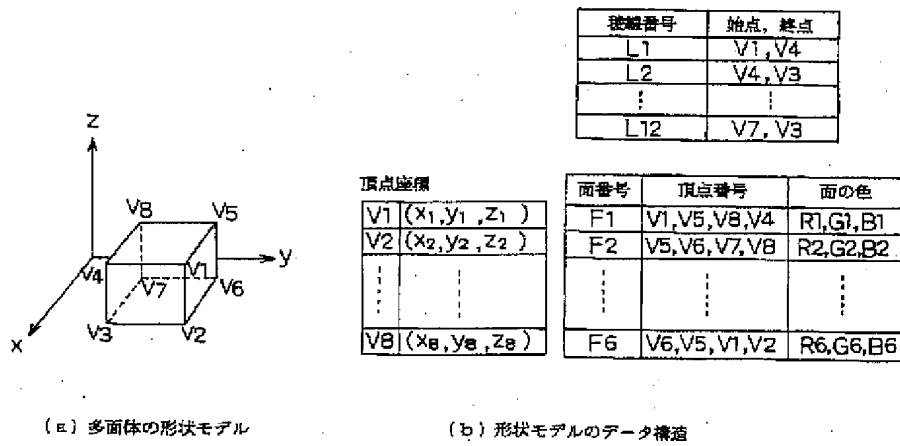 稜線番号 始点, 終点
L1 V1,V4
L2 V4,V3
L12 V7,V3
z
V8 V5
y
V4 V1
V7 V6
V3 V2
x
頂点座標
V1 (x1,y1,z1)
V2 (x2,y2,z2)
V8 (x8,y8,z8)
面番号 頂点番号 面の色
F1 V1,V5,V8,V4 R1,G1,B1
F2 V5,V6,V7,V8 R2,G2,B2
F6 V6,V5,V1,V2 R6,G6,B6
(a) 多面体の形状モデル
(b) 形状モデルのデータ構造